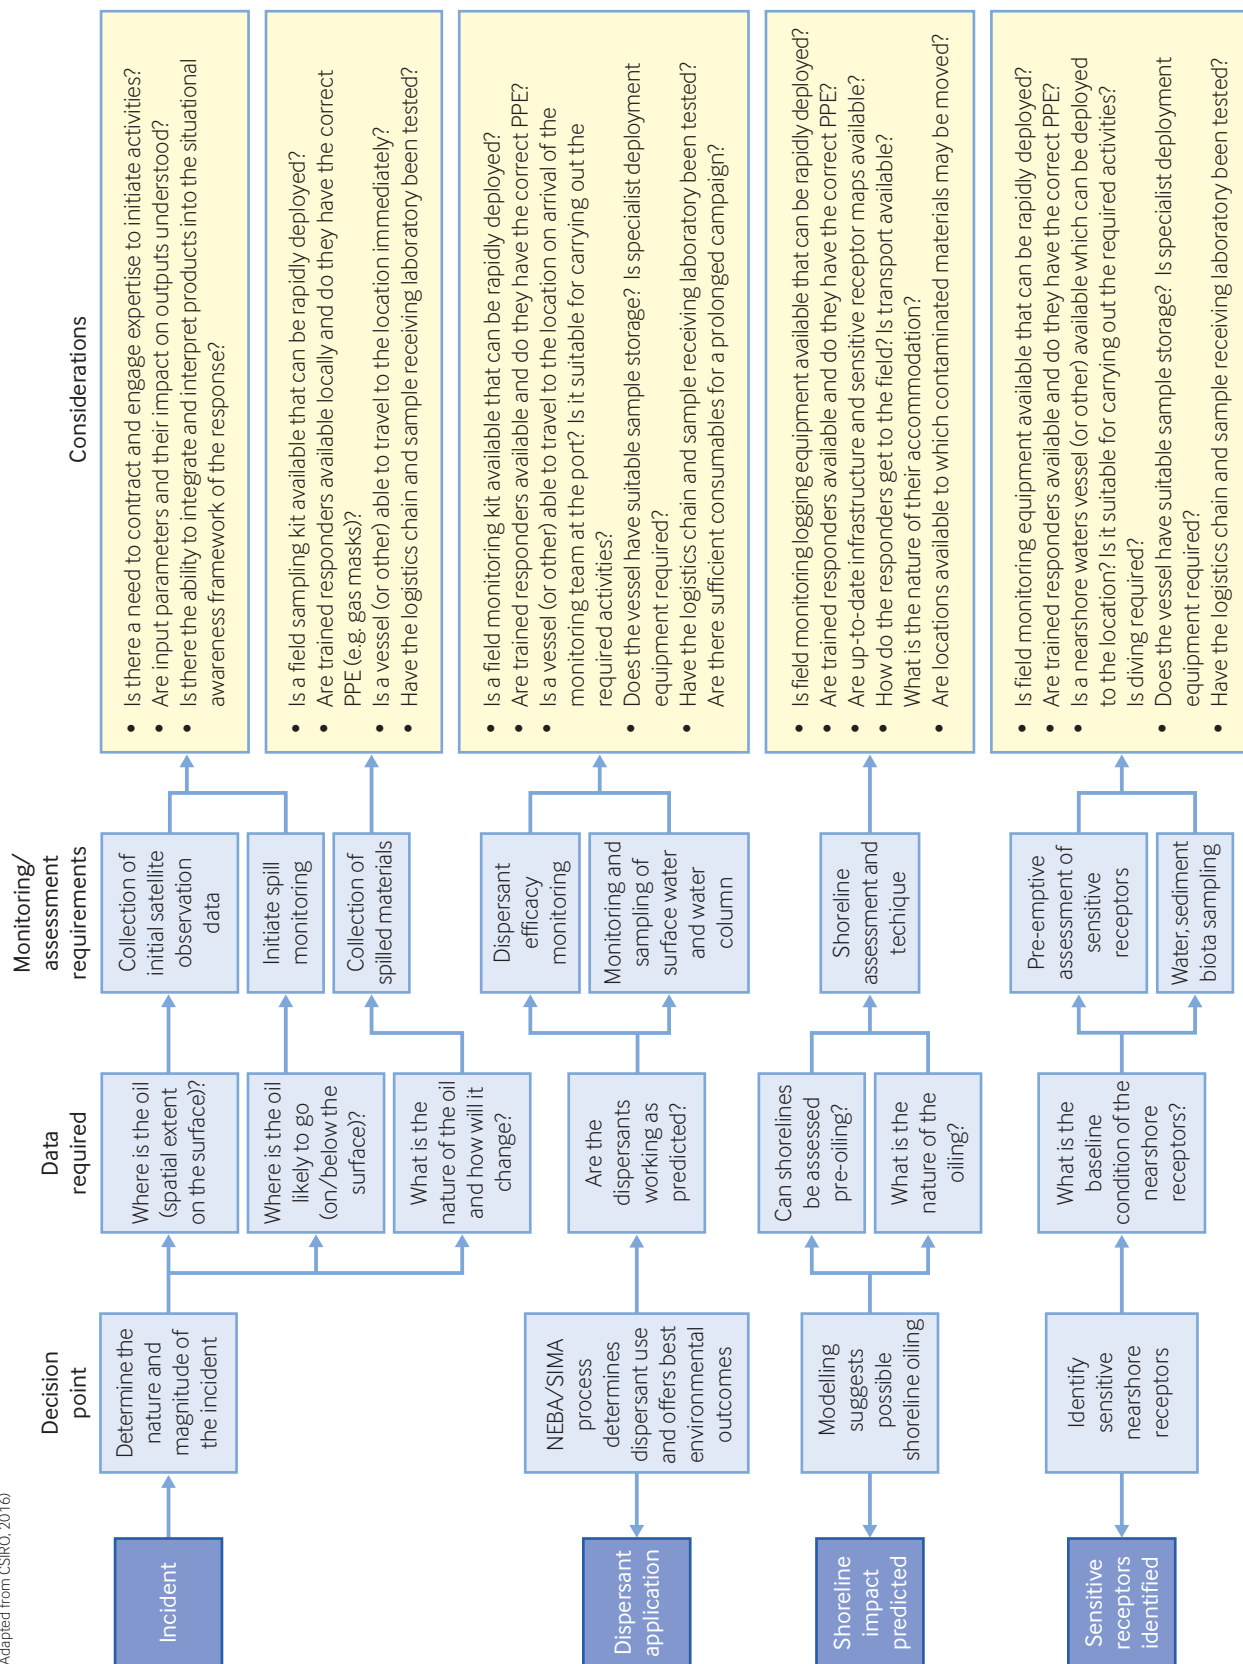 Adapted from CSIRO, 2016)
Decision
point
Data
required
Monitoring/
assessment
requirements
Considerations
Incident
Determine the
nature and
magnitude of
the incident
Where is the oil
(spatial extent
on the surface)?
Where is the oil
likely to go
(on/below the
surface)?
What is the
nature of the oil
and how will it
change?
Collection of
initial satellite
observation
data
Initiate spill
monitoring
Collection of
spilled materials
• Is there a need to contract and engage expertise to initiate activities?
• Are input parameters and their impact on outputs understood?
• Is there the ability to integrate and interpret products into the situational
awareness framework of the response?
• Is a field sampling kit available that can be rapidly deployed?
• Are trained responders available locally and do they have the correct
PPE (e.g. gas masks)?
• Is a vessel (or other) able to travel to the location immediately?
• Have the logistics chain and sample receiving laboratory been tested?
Dispersant
application
NEBA/SIMA
process
determines
dispersant use
and offers best
environmental
outcomes
Are the
dispersants
working as
predicted?
Dispersant
efficacy
monitoring
Monitoring and
sampling of
surface water
and water
column
• Is a field monitoring kit available that can be rapidly deployed?
• Are trained responders available and do they have the correct PPE?
• Is a vessel (or other) able to travel to the location on arrival of the
monitoring team at the port? Is it suitable for carrying out the
required activities?
• Does the vessel have suitable sample storage? Is specialist deployment
equipment required?
• Have the logistics chain and sample receiving laboratory been tested?
Are there sufficient consumables for a prolonged campaign?
Shoreline
impact
predicted
Modelling
suggests
possible
shoreline oiling
Can shorelines
be assessed
pre-oiling?
What is the
nature of the
oiling?
Shoreline
assessment and
techique
• Is field monitoring logging equipment available that can be rapidly deployed?
• Are trained responders available and do they have the correct PPE?
• Are up-to-date infrastructure and sensitive receptor maps available?
• How do the responders get to the field? Is transport available?
What is the nature of their accommodation?
• Are locations available to which contaminated materials may be moved?
Sensitive
receptors
identified
Identify
sensitive
nearshore
receptors
What is the
baseline
condition of the
nearshore
receptors?
Pre-emptive
assessment of
sensitive
receptors
Water, sediment
biota sampling
• Is field monitoring equipment available that can be rapidly deployed?
• Are trained responders available and do they have the correct PPE?
• Is a nearshore waters vessel (or other) available which can be deployed
to the location? Is it suitable for carrying out the required activities?
Is diving required?
• Does the vessel have suitable sample storage? Is specialist deployment
equipment required?
• Have the logistics chain and sample receiving laboratory been tested?